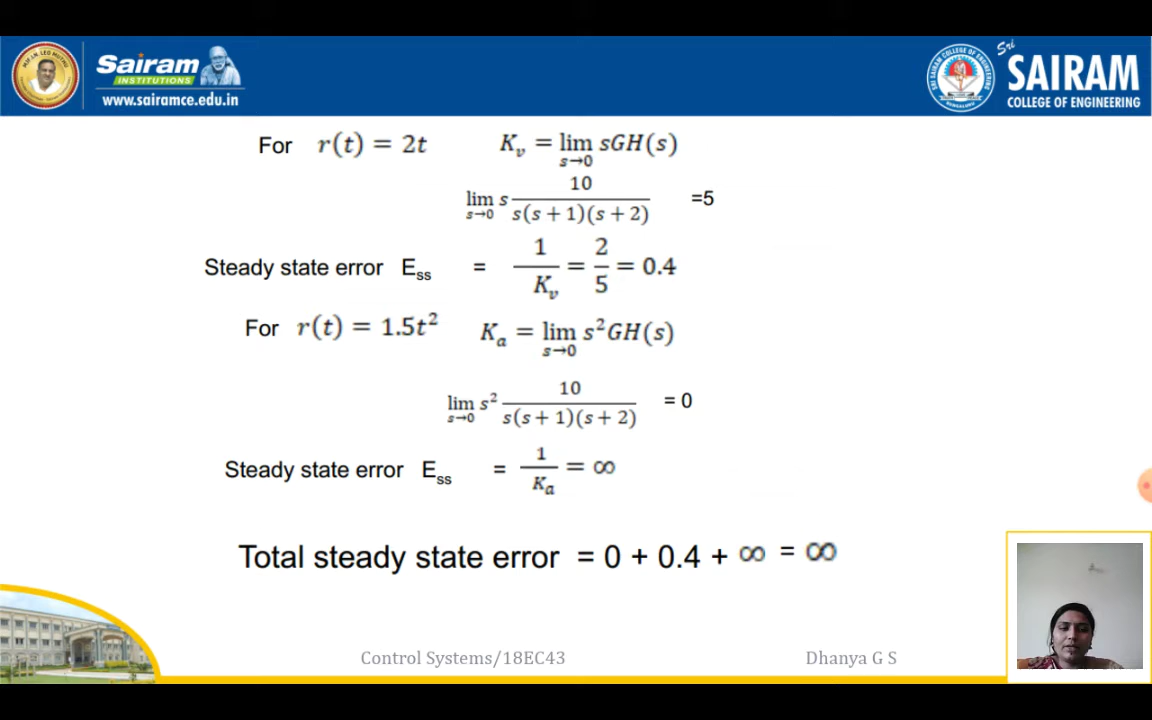 Sairam
INSTITUTIONS
www.sairamce.edu.in
Sri
SAIRAM
COLLEGE OF ENGINEERING
For r(t) = 2t K_v = lim_{s→0} sGH(s)
lim_{s→0} s 10/(s(s + 1)(s + 2)) =5
Steady state error E_ss = 1/K_v = 2/5 = 0.4
For r(t) = 1.5t² K_a = lim_{s→0} s²GH(s)
lim_{s→0} s² 10/(s(s + 1)(s + 2)) = 0
Steady state error E_ss = 1/K_a = ∞
Total steady state error = 0 + 0.4 + ∞ = ∞
Control Systems/18EC43 Dhanya G S